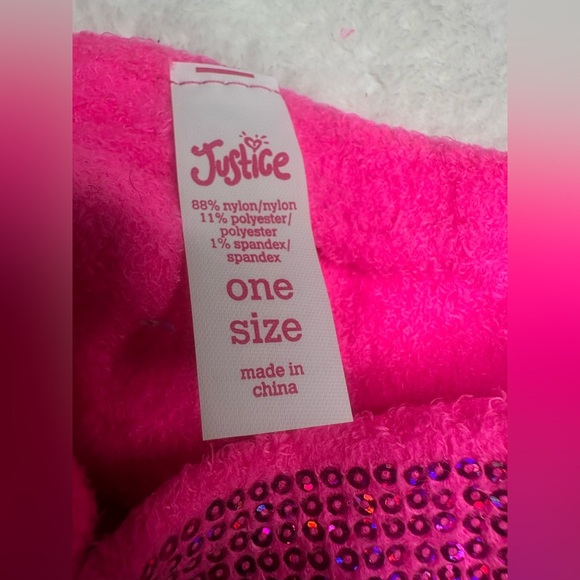 Justice
88% nylon/nylon
11% polyester/
polyester
1% spandex/
spandex
one
size
made in
china